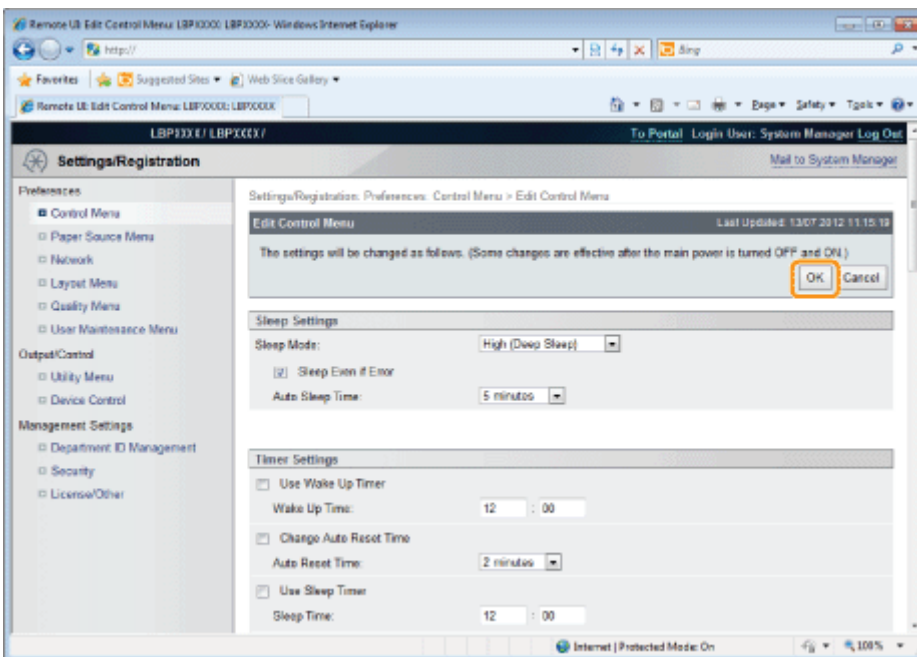 Remote UI: Edit Control Menu: LBPXXXX: LBPXXXX - Windows Internet Explorer
http://
Bing
Favorites Suggested Sites Web Slice Gallery
Remote UI: Edit Control Menu: LBPXXXX: LBPXXXX
Page Safety Tools
LBPXXXX / LBPXXXX /
To Portal Login User: System Manager Log Out
Settings/Registration
Mail to System Manager
Preferences
Control Menu
Paper Source Menu
Network
Layout Menu
Quality Menu
User Maintenance Menu
Output/Control
Utility Menu
Device Control
Management Settings
Department ID Management
Security
License/Other
Settings/Registration: Preferences: Control Menu > Edit Control Menu
Edit Control Menu
Last Updated: 13/07 2012 11:15:19
The settings will be changed as follows. (Some changes are effective after the main power is turned OFF and ON.)
OK Cancel
Sleep Settings
Sleep Mode: High (Deep Sleep)
Sleep Even if Error
Auto Sleep Time: 5 minutes
Timer Settings
Use Wake Up Timer
Wake Up Time: 12 : 00
Change Auto Reset Time
Auto Reset Time: 2 minutes
Use Sleep Timer
Sleep Time: 12 : 00
Internet | Protected Mode: On
100%